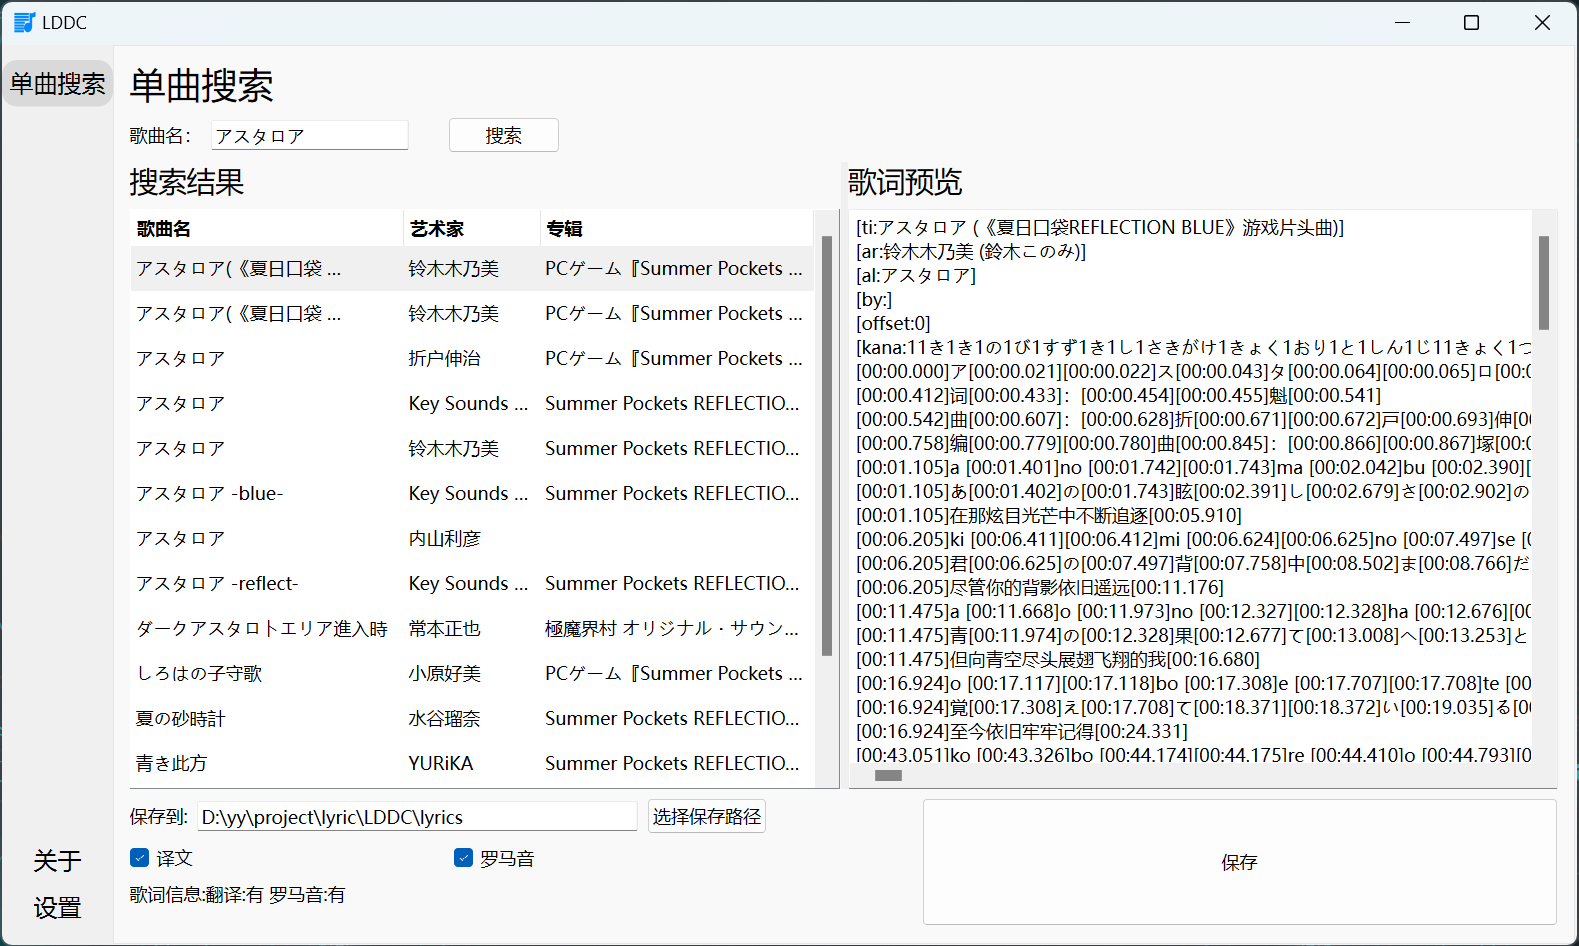 LDDC
单曲搜索
单曲搜索
歌曲名： アスタロア 搜索
搜索结果
歌曲名 艺术家 专辑
アスタロア(《夏日口袋 ... 铃木木乃美 PCゲーム『Summer Pockets ...
アスタロア(《夏日口袋 ... 铃木木乃美 PCゲーム『Summer Pockets ...
アスタロア 折户伸治 PCゲーム『Summer Pockets ...
アスタロア Key Sounds ... Summer Pockets REFLECTIO...
アスタロア 铃木木乃美 Summer Pockets REFLECTIO...
アスタロア -blue- Key Sounds ... Summer Pockets REFLECTIO...
アスタロア 内山利彦
アスタロア -reflect- Key Sounds ... Summer Pockets REFLECTIO...
ダークアスタロトエリア進入時 常本正也 極魔界村 オリジナル・サウン...
しろはの子守歌 小原好美 PCゲーム『Summer Pockets ...
夏の砂時計 水谷瑠奈 Summer Pockets REFLECTIO...
青き此方 YURiKA Summer Pockets REFLECTIO...
歌词预览
[ti:アスタロア (《夏日口袋REFLECTION BLUE》游戏片头曲)]
[ar:铃木木乃美 (鈴木このみ)]
[al:アスタロア]
[by:]
[offset:0]
[kana:11き1き1の1び1すず1き1し1さきがけ1きょく1おり1と1しん1じ11きょく1つ
[00:00.000]ア[00:00.021][00:00.022]ス[00:00.043]タ[00:00.064][00:00.065]ロ[00:0
[00:00.412]词[00:00.433]：[00:00.454][00:00.455]魁[00:00.541]
[00:00.542]曲[00:00.607]：[00:00.628]折[00:00.671][00:00.672]戸[00:00.693]伸[00
[00:00.758]编[00:00.779][00:00.780]曲[00:00.845]：[00:00.866][00:00.867]塚[00:0
[00:01.105]a [00:01.401]no [00:01.742][00:01.743]ma [00:02.042]bu [00:02.390][
[00:01.105]あ[00:01.402]の[00:01.743]眩[00:02.391]し[00:02.679]さ[00:02.902]の
[00:01.105]在那炫目光芒中不断追逐[00:05.910]
[00:06.205]ki [00:06.411][00:06.412]mi [00:06.624][00:06.625]no [00:07.497]se [0
[00:06.205]君[00:06.625]の[00:07.497]背[00:07.758]中[00:08.502]ま[00:08.766]だ
[00:06.205]尽管你的背影依旧遥远[00:11.176]
[00:11.475]a [00:11.668]o [00:11.973]no [00:12.327][00:12.328]ha [00:12.676][00
[00:11.475]青[00:11.974]の[00:12.328]果[00:12.677]て[00:13.008]へ[00:13.253]と
[00:11.475]但向青空尽头展翅飞翔的我[00:16.680]
[00:16.924]o [00:17.117][00:17.118]bo [00:17.308]e [00:17.707][00:17.708]te [00
[00:16.924]覚[00:17.308]え[00:17.708]て[00:18.371][00:18.372]い[00:19.035]る[0
[00:16.924]至今依旧牢牢记得[00:24.331]
[00:43.051]ko [00:43.326]bo [00:44.174][00:44.175]re [00:44.410]lo [00:44.793][0
保存到: D:\yy\project\lyric\LDDC\lyrics 选择保存路径
译文 罗马音
歌词信息:翻译:有 罗马音:有
保存
关于
设置